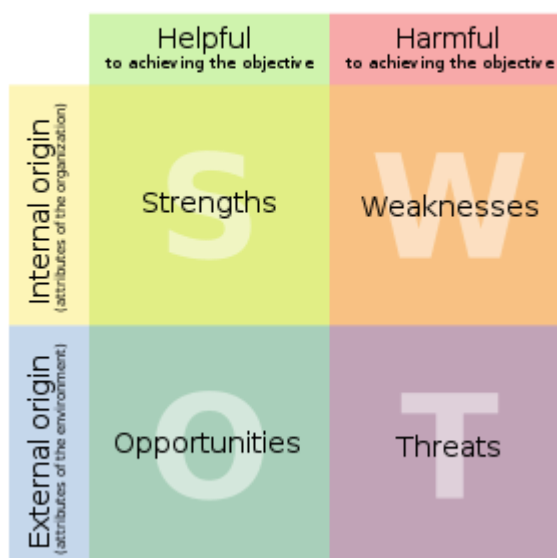 Helpful
to achieving the objective
Harmful
to achieving the objective
Internal origin
(attributes of the organization)
S
Strengths
W
Weaknesses
External origin
(attributes of the environment)
O
Opportunities
T
Threats